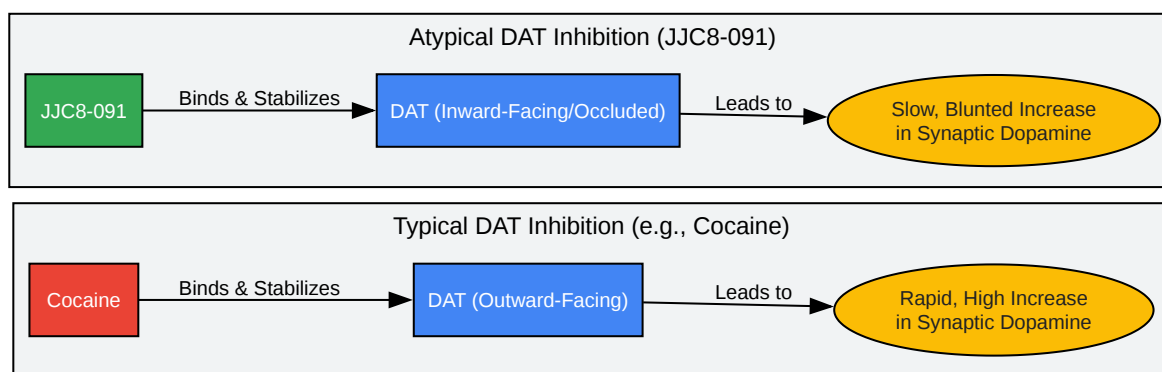 Atypical DAT Inhibition (JJC8-091)
JJC8-091
Binds & Stabilizes
DAT (Inward-Facing/Occluded)
Leads to
Slow, Blunted Increase
in Synaptic Dopamine
Typical DAT Inhibition (e.g., Cocaine)
Cocaine
Binds & Stabilizes
DAT (Outward-Facing)
Leads to
Rapid, High Increase
in Synaptic Dopamine